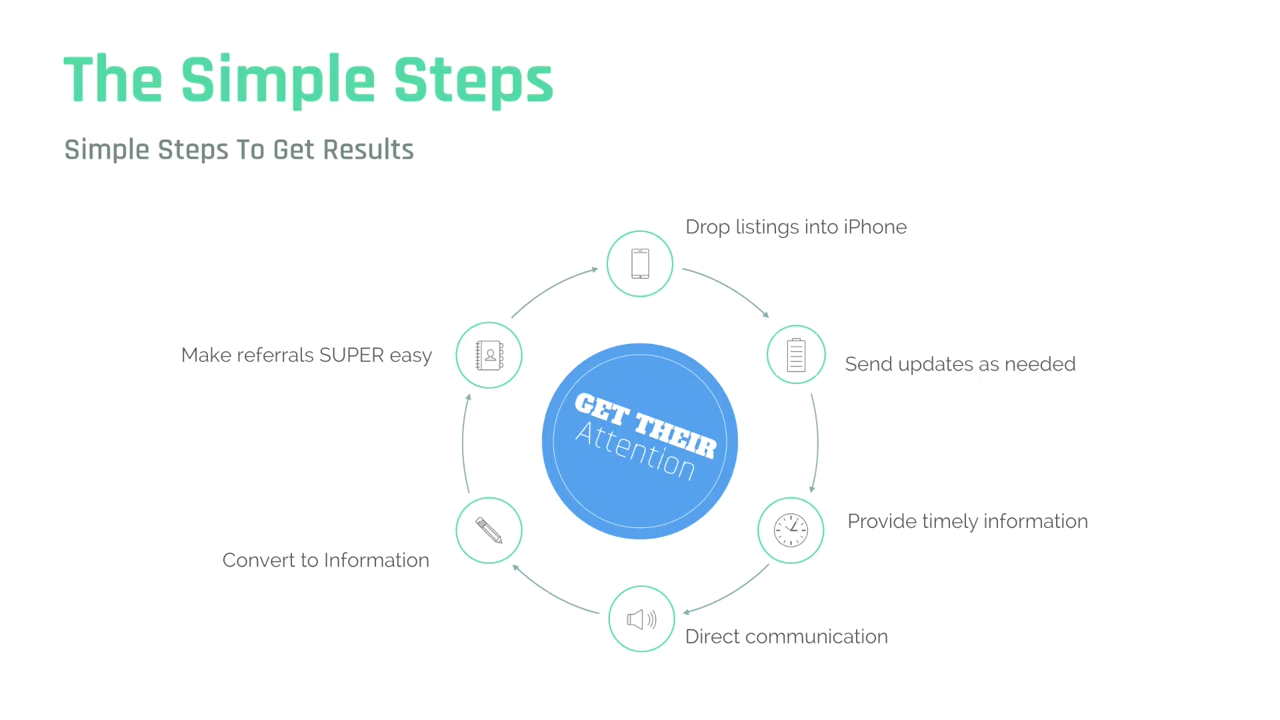 The Simple Steps
Simple Steps To Get Results
Drop listings into iPhone
Send updates as needed
Provide timely information
Direct communication
Convert to Information
Make referrals SUPER easy
GET THEIR
Attention